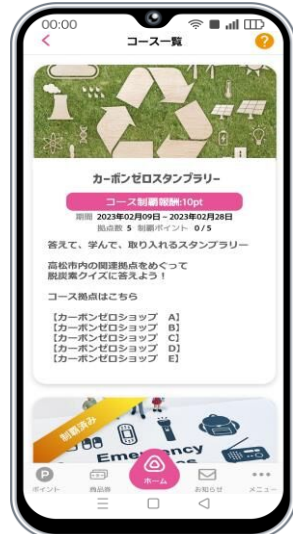 00:00
コース一覧
?
カーボンゼロスタンプラリー
コース制覇報酬:10pt
期間 2023年02月09日 – 2023年02月28日
拠点数 5 制覇ポイント 0/5
答えて、学んで、取り入れるスタンプラリー
高松市内の関連拠点をめぐって
脱炭素クイズに答えよう！
コース拠点はこちら
【カーボンゼロショップ A】
【カーボンゼロショップ B】
【カーボンゼロショップ C】
【カーボンゼロショップ D】
【カーボンゼロショップ E】
制覇済み
Emergency
P
ポイント
商品券
ホーム
お知らせ
メニュー